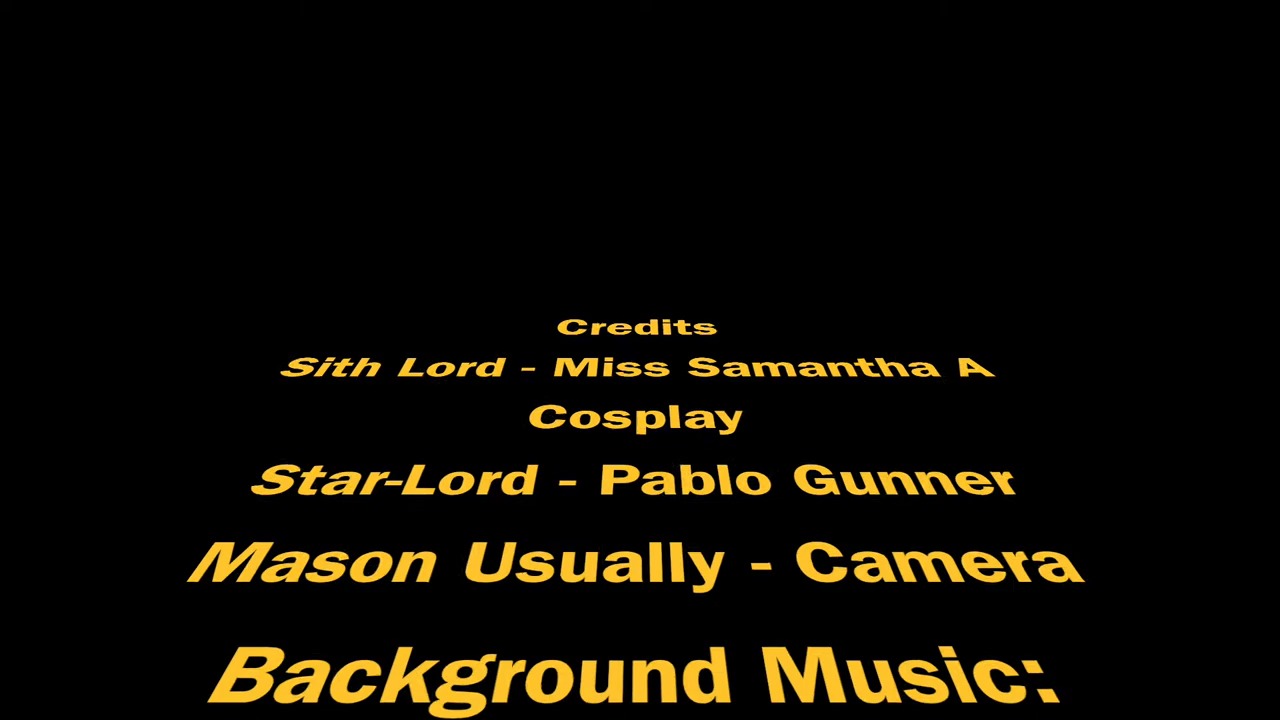 Credits
Sith Lord - Miss Samantha A
Cosplay
Star-Lord - Pablo Gunner
Mason Usually - Camera
Background Music: